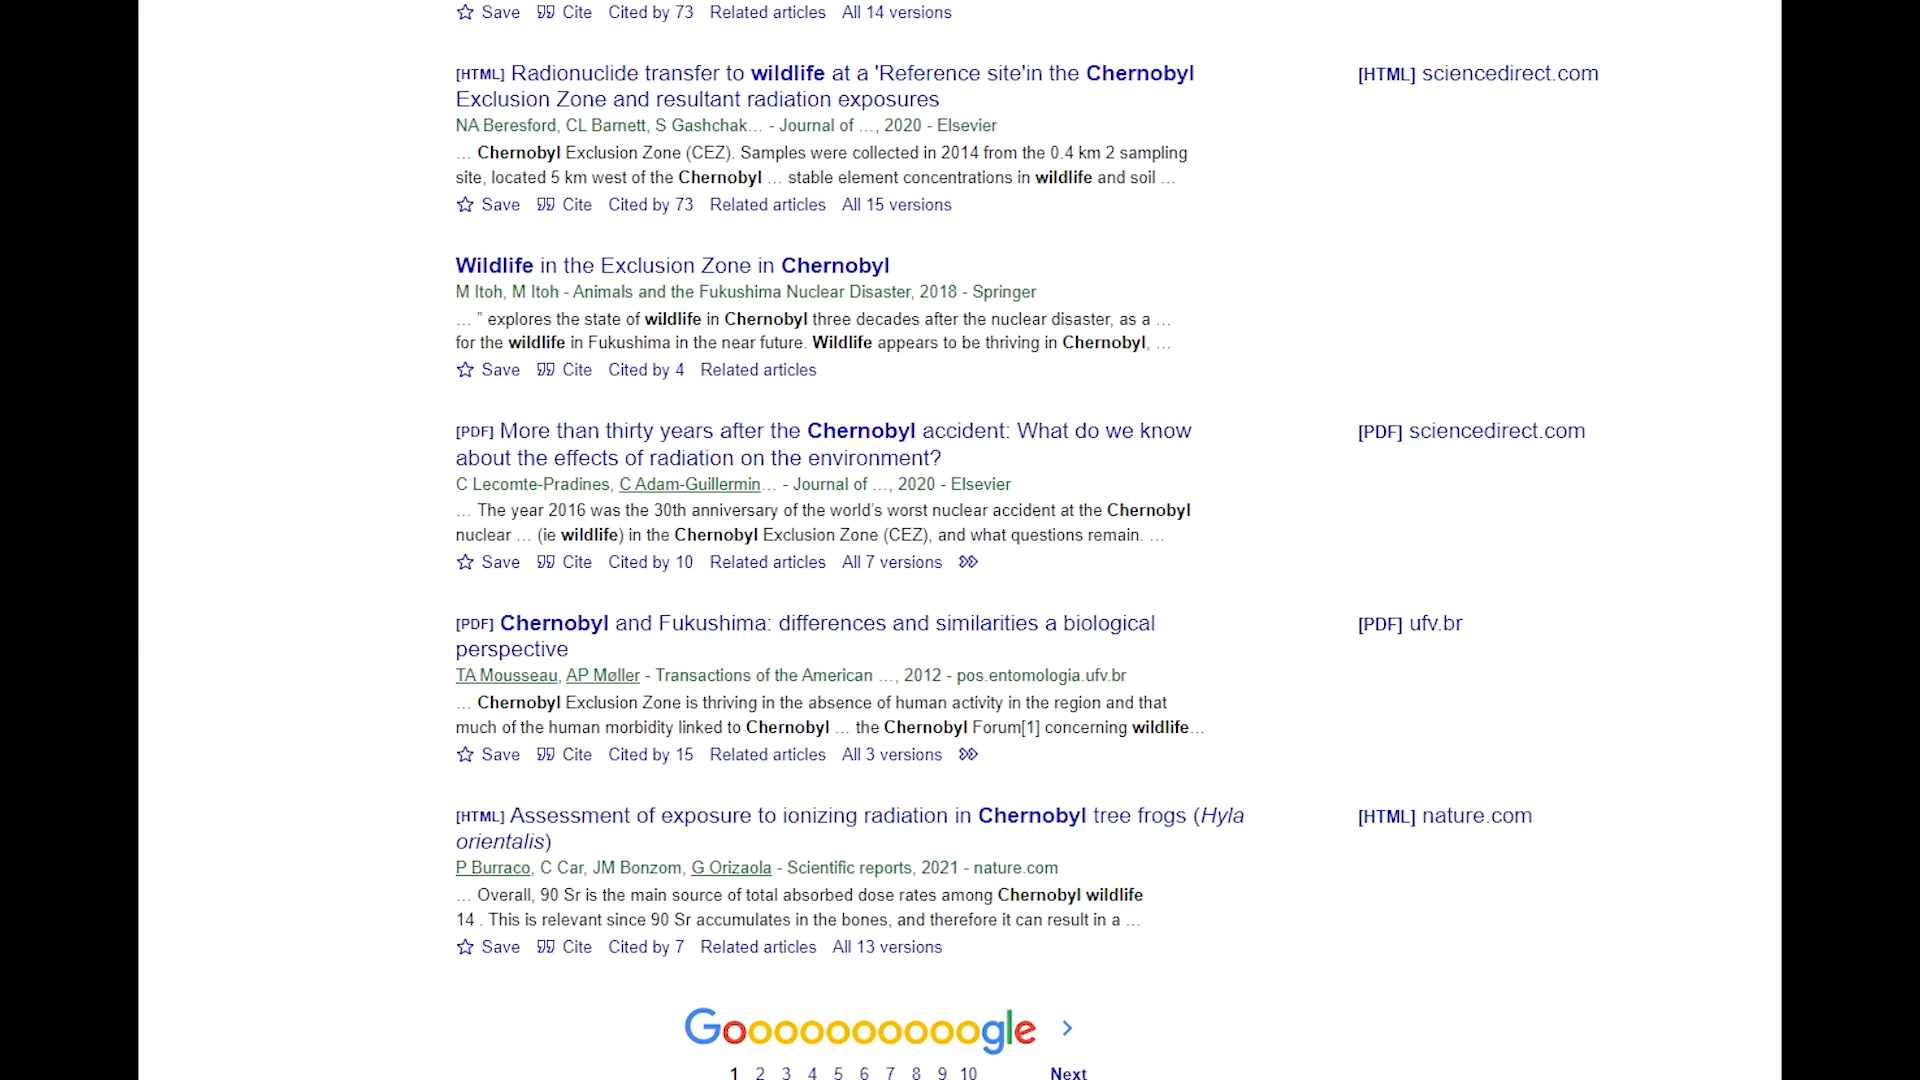 Save Cite Cited by 73 Related articles All 14 versions
[HTML] Radionuclide transfer to wildlife at a 'Reference site'in the Chernobyl [HTML] sciencedirect.com
Exclusion Zone and resultant radiation exposures
NA Beresford, CL Barnett, S Gashchak… - Journal of …, 2020 - Elsevier
… Chernobyl Exclusion Zone (CEZ). Samples were collected in 2014 from the 0.4 km 2 sampling
site, located 5 km west of the Chernobyl … stable element concentrations in wildlife and soil …
Save Cite Cited by 73 Related articles All 15 versions
Wildlife in the Exclusion Zone in Chernobyl
M Itoh, M Itoh - Animals and the Fukushima Nuclear Disaster, 2018 - Springer
… ” explores the state of wildlife in Chernobyl three decades after the nuclear disaster, as a …
for the wildlife in Fukushima in the near future. Wildlife appears to be thriving in Chernobyl, …
Save Cite Cited by 4 Related articles
[PDF] More than thirty years after the Chernobyl accident: What do we know [PDF] sciencedirect.com
about the effects of radiation on the environment?
C Lecomte-Pradines, C Adam-Guillermin… - Journal of …, 2020 - Elsevier
… The year 2016 was the 30th anniversary of the world’s worst nuclear accident at the Chernobyl
nuclear … (ie wildlife) in the Chernobyl Exclusion Zone (CEZ), and what questions remain. …
Save Cite Cited by 10 Related articles All 7 versions
[PDF] Chernobyl and Fukushima: differences and similarities a biological [PDF] ufv.br
perspective
TA Mousseau, AP Møller - Transactions of the American …, 2012 - pos.entomologia.ufv.br
… Chernobyl Exclusion Zone is thriving in the absence of human activity in the region and that
much of the human morbidity linked to Chernobyl … the Chernobyl Forum[1] concerning wildlife…
Save Cite Cited by 15 Related articles All 3 versions
[HTML] Assessment of exposure to ionizing radiation in Chernobyl tree frogs (Hyla [HTML] nature.com
orientalis)
P Burraco, C Car, JM Bonzom, G Orizaola - Scientific reports, 2021 - nature.com
… Overall, 90 Sr is the main source of total absorbed dose rates among Chernobyl wildlife
14 . This is relevant since 90 Sr accumulates in the bones, and therefore it can result in a …
Save Cite Cited by 7 Related articles All 13 versions
Goooooooooogle
1 2 3 4 5 6 7 8 9 10 Next